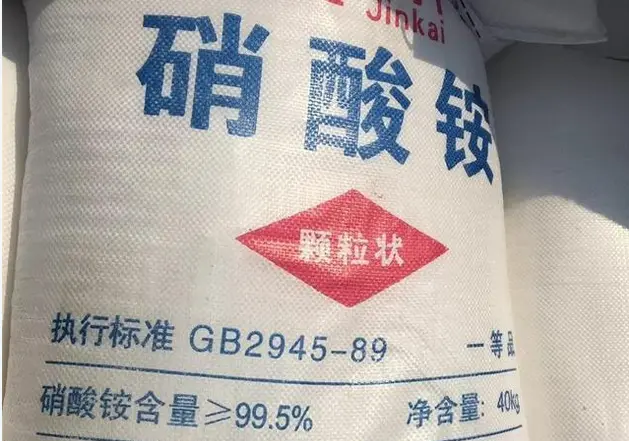 Jinkai
硝酸铵
颗粒状
执行标准 GB2945-89 一等品
硝酸铵含量≥99.5% 净含量: 40kg